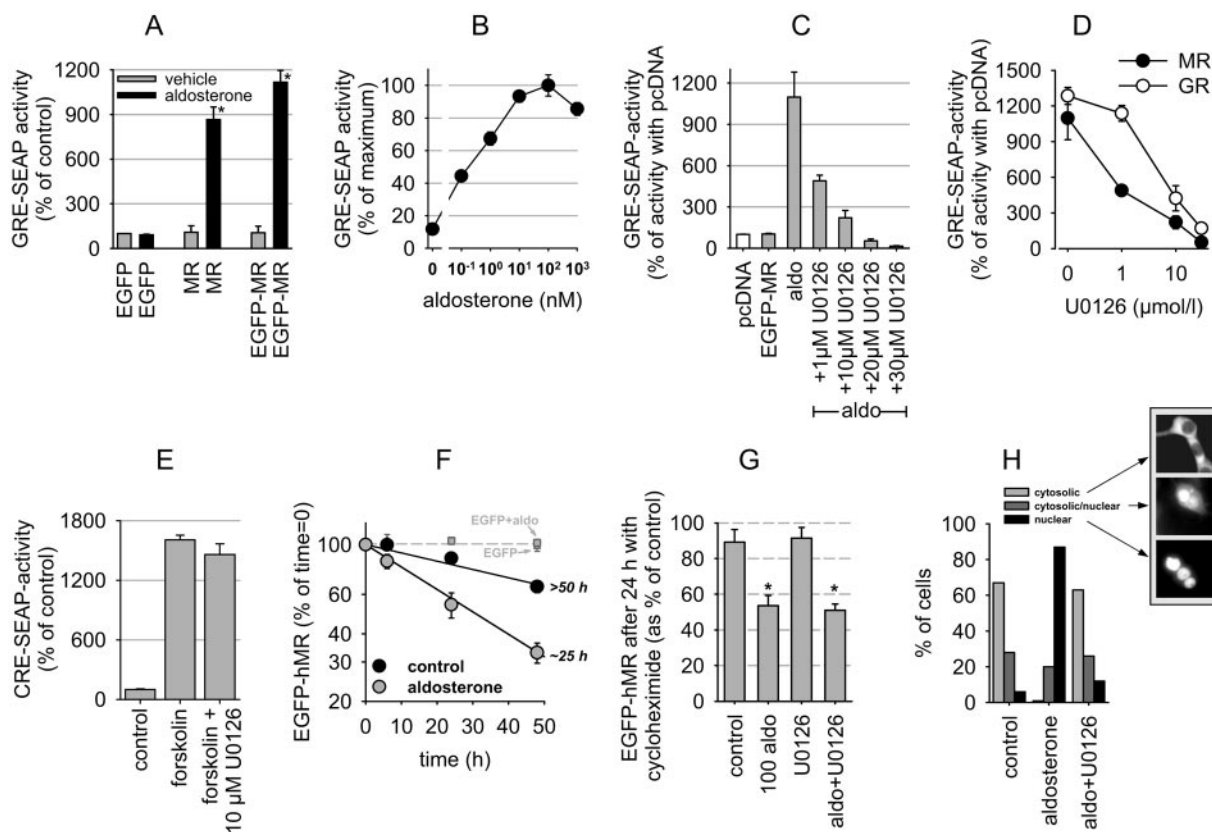 A
GRE-SEAP activity
(% of control)
1200
900
600
300
0
vehicle
aldosterone
*
*
EGFP
EGFP
MR
MR
EGFP-MR
EGFP-MR
B
GRE-SEAP activity
(% of maximum)
100
80
60
40
20
0
0 10⁻¹ 10⁰ 10¹ 10² 10³
aldosterone (nM)
C
GRE-SEAP-activity
(% of activity with pcDNA)
1500
1200
900
600
300
0
pcDNA
EGFP-MR
aldo
+1µM U0126
+10µM U0126
+20µM U0126
+30µM U0126
aldo
D
GRE-SEAP-activity
(% of activity with pcDNA)
1500
1200
900
600
300
0
MR
GR
0 1 10
U0126 (µmol/l)
E
CRE-SEAP-activity
(% of control)
1800
1200
600
0
control
forskolin
forskolin +
10 µM U0126
F
EGFP-hMR (% of time=0)
100
80
60
40
30
20
EGFP+aldo
EGFP
>50 h
~25 h
control
aldosterone
0 10 20 30 40 50
time (h)
G
EGFP-hMR after 24 h with
cycloheximide (as % of control)
100
80
60
40
20
0
*
*
control
100 aldo
U0126
aldo+U0126
H
cytosolic
cytosolic/nuclear
nuclear
% of cells
80
60
40
20
0
control
aldosterone
aldo+U0126